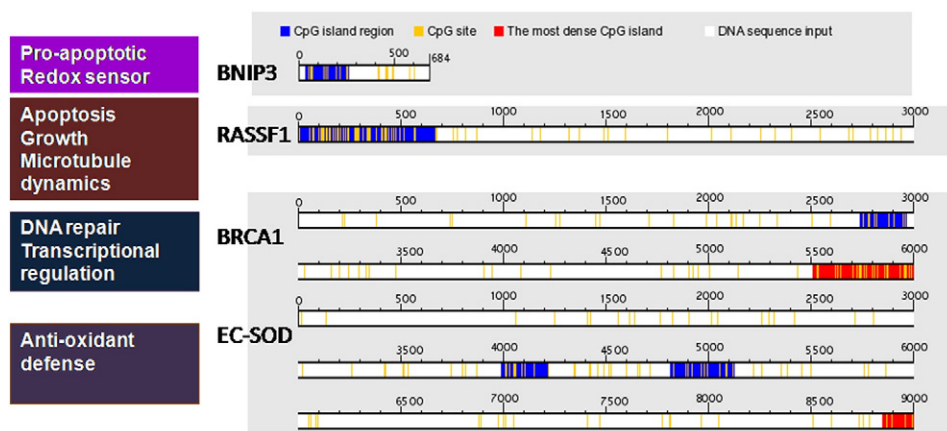 CpG island region CpG site The most dense CpG island DNA sequence input
Pro-apoptotic
Redox sensor
BNIP3
0 500 684
Apoptosis
Growth
Microtubule
dynamics
RASSF1
0 500 1000 1500 2000 2500 3000
DNA repair
Transcriptional
regulation
BRCA1
0 500 1000 1500 2000 2500 3000
3500 4000 4500 5000 5500 6000
Anti-oxidant
defense
EC-SOD
0 500 1000 1500 2000 2500 3000
3500 4000 4500 5000 5500 6000
6500 7000 7500 8000 8500 9000